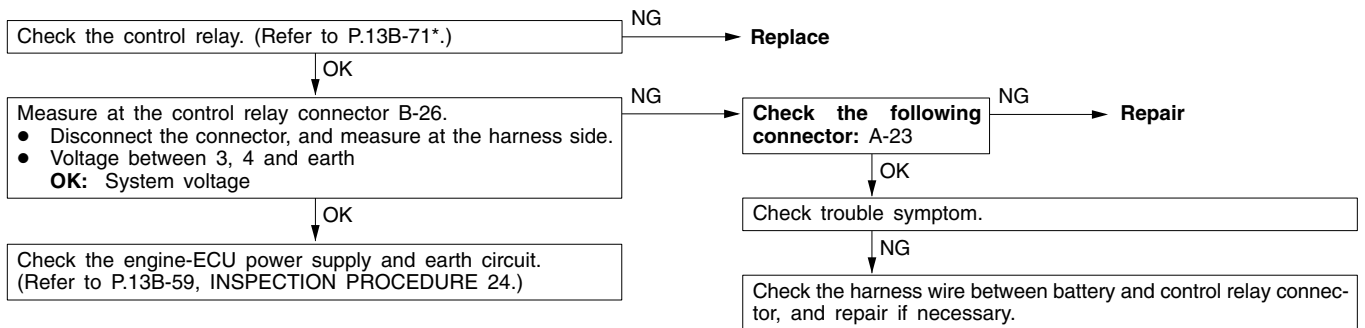 Check the control relay. (Refer to P.13B-71*.)
NG
Replace
OK
Measure at the control relay connector B-26.
● Disconnect the connector, and measure at the harness side.
● Voltage between 3, 4 and earth
OK: System voltage
NG
Check the following
connector: A-23
NG
Repair
OK
Check trouble symptom.
NG
Check the harness wire between battery and control relay connec-
tor, and repair if necessary.
OK
Check the engine-ECU power supply and earth circuit.
(Refer to P.13B-59, INSPECTION PROCEDURE 24.)